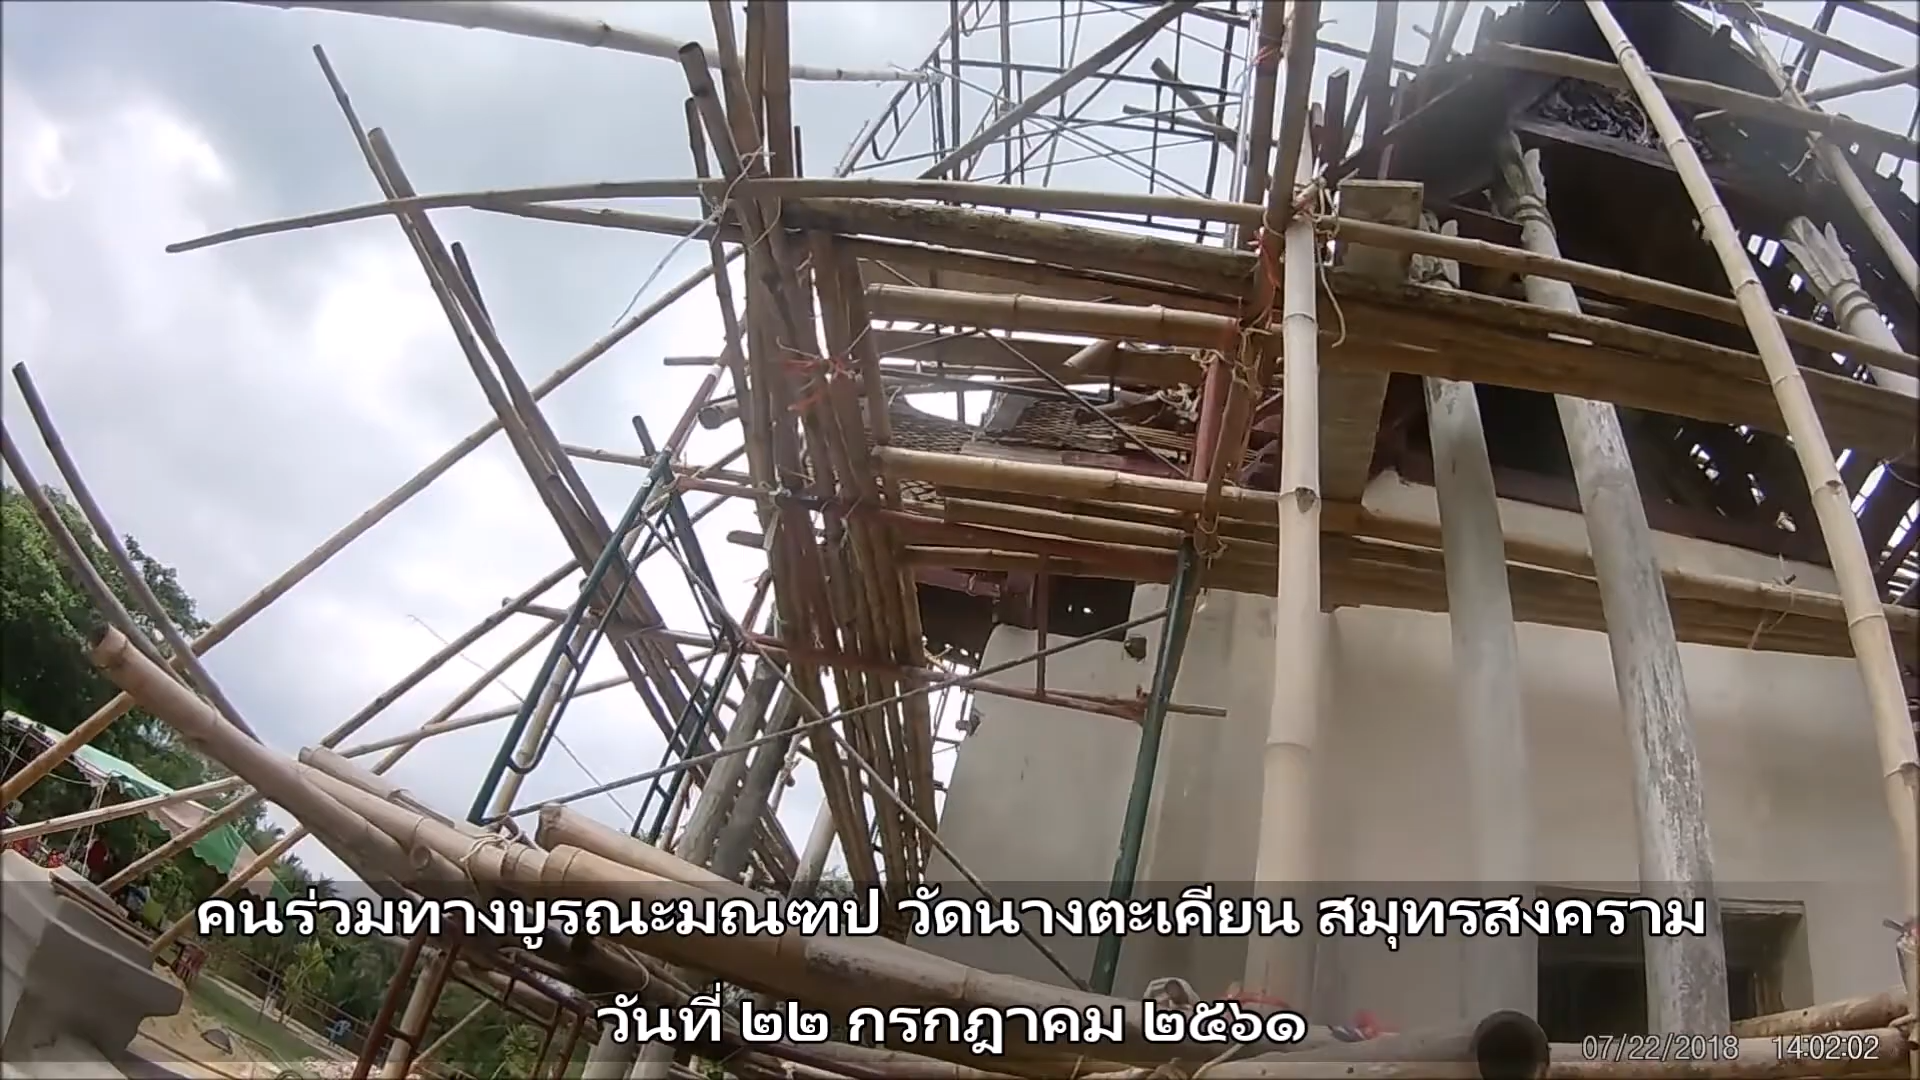 คนร่วมทางบูรณะมณฑป วัดนางตะเคียน สมุทรสงคราม
วันที่ ๒๒ กรกฎาคม ๒๕๖๑
07/22/2018 14:02:02